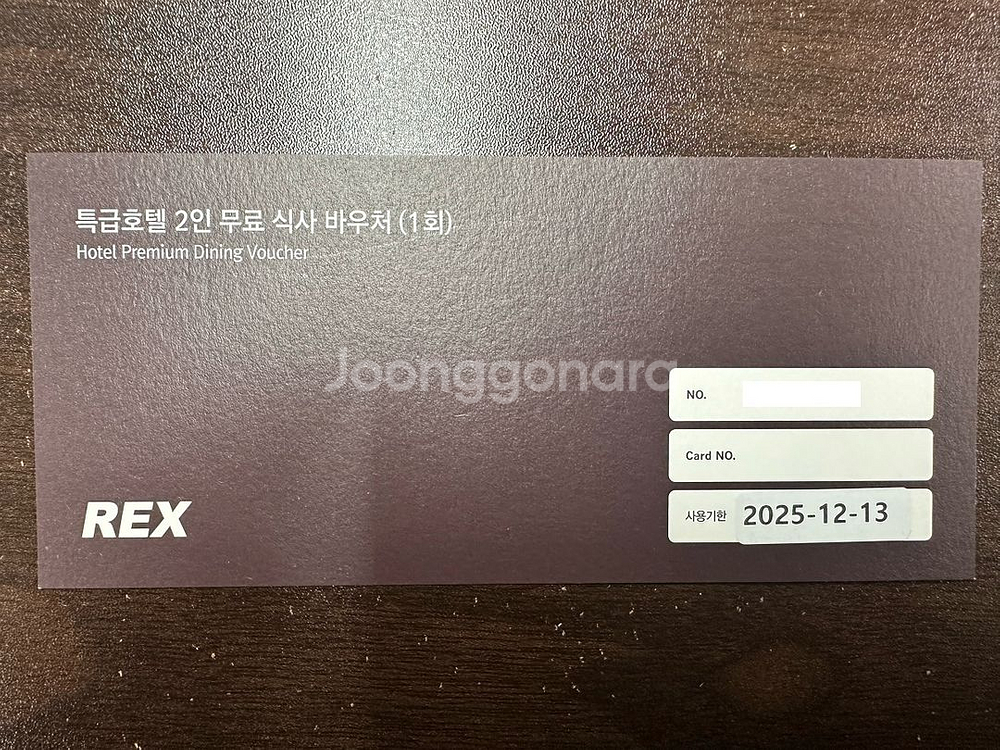 특급호텔 2인 무료 식사 바우처 (1회)
Hotel Premium Dining Voucher
Joonggonara
NO.
Card NO.
REX
사용기한 2025-12-13